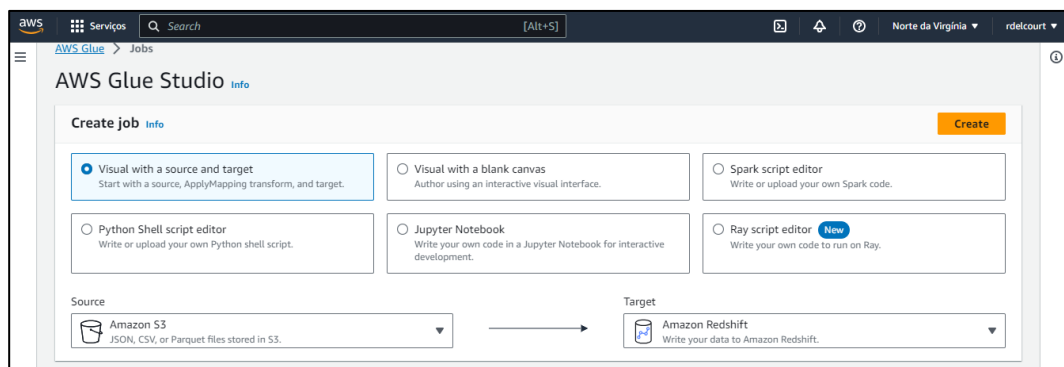 aws
Serviços
Search
[Alt+S]
Norte da Virgínia
rdelcourt
AWS Glue > Jobs
AWS Glue Studio Info
Create job Info
Create
Visual with a source and target
Start with a source, ApplyMapping transform, and target.
Visual with a blank canvas
Author using an interactive visual interface.
Spark script editor
Write or upload your own Spark code.
Python Shell script editor
Write or upload your own Python shell script.
Jupyter Notebook
Write your own code in a Jupyter Notebook for interactive
development.
Ray script editor New
Write your own code to run on Ray.
Source
Amazon S3
JSON, CSV, or Parquet files stored in S3.
Target
Amazon Redshift
Write your data to Amazon Redshift.